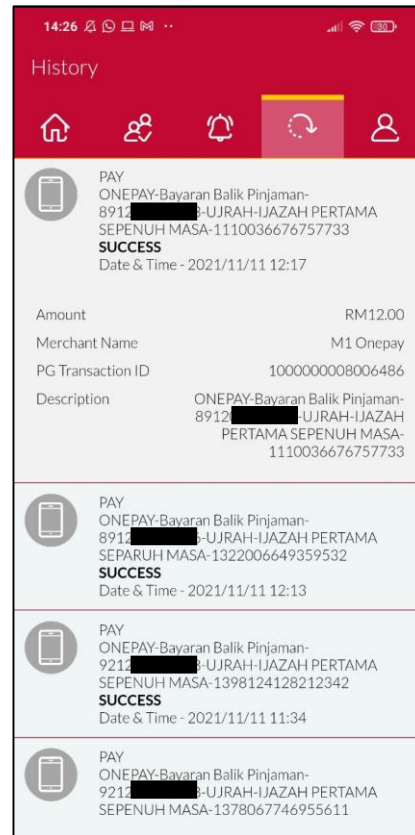 14:26
30
History
PAY
ONEPAY-Bayaran Balik Pinjaman-
8912 -UJRAH-IJAZAH PERTAMA
SEPENUH MASA-1110036676757733
SUCCESS
Date & Time - 2021/11/11 12:17
Amount RM12.00
Merchant Name M1 Onepay
PG Transaction ID 1000000008006486
Description ONEPAY-Bayaran Balik Pinjaman-
8912 -UJRAH-IJAZAH
PERTAMA SEPENUH MASA-
1110036676757733
PAY
ONEPAY-Bayaran Balik Pinjaman-
8912 -UJRAH-IJAZAH PERTAMA
SEPARUH MASA-1322006649359532
SUCCESS
Date & Time - 2021/11/11 12:13
PAY
ONEPAY-Bayaran Balik Pinjaman-
9212 -UJRAH-IJAZAH PERTAMA
SEPENUH MASA-1398124128212342
SUCCESS
Date & Time - 2021/11/11 11:34
PAY
ONEPAY-Bayaran Balik Pinjaman-
9212 -UJRAH-IJAZAH PERTAMA
SEPENUH MASA-1378067746955611